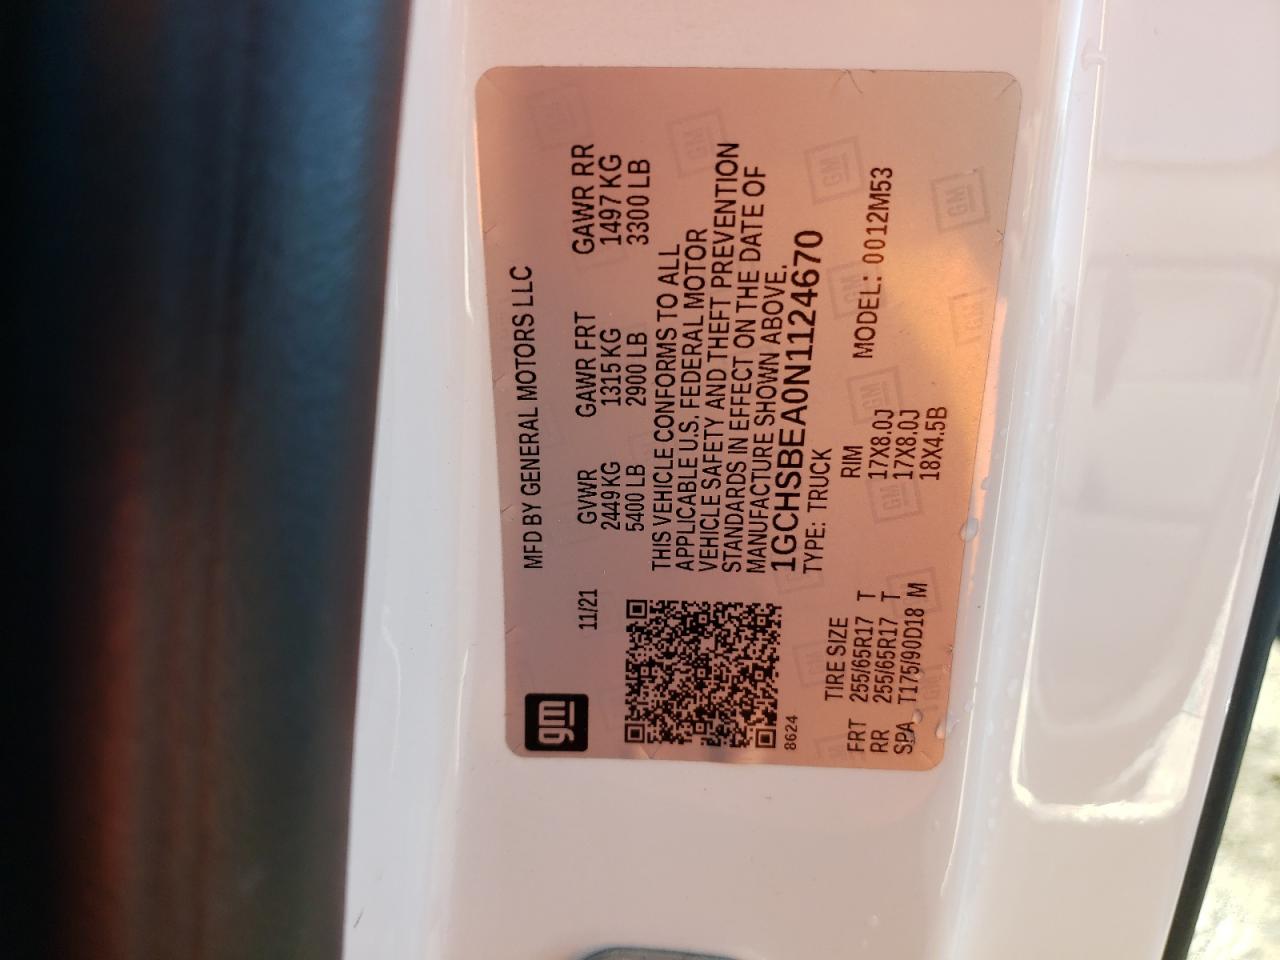 gm
MFD BY GENERAL MOTORS LLC
11/21
GVWR GAWR FRT GAWR RR
2449 KG 1315 KG 1497 KG
5400 LB 2900 LB 3300 LB
THIS VEHICLE CONFORMS TO ALL
APPLICABLE U.S. FEDERAL MOTOR
VEHICLE SAFETY AND THEFT PREVENTION
STANDARDS IN EFFECT ON THE DATE OF
MANUFACTURE SHOWN ABOVE.
1GCHSBEA0N1124670
8624
TYPE: TRUCK
TIRE SIZE RIM MODEL: 0012M53
FRT 255/65R17 T 17X8.0J
RR 255/65R17 T 17X8.0J
SPA T175/90D18 M 18X4.5B